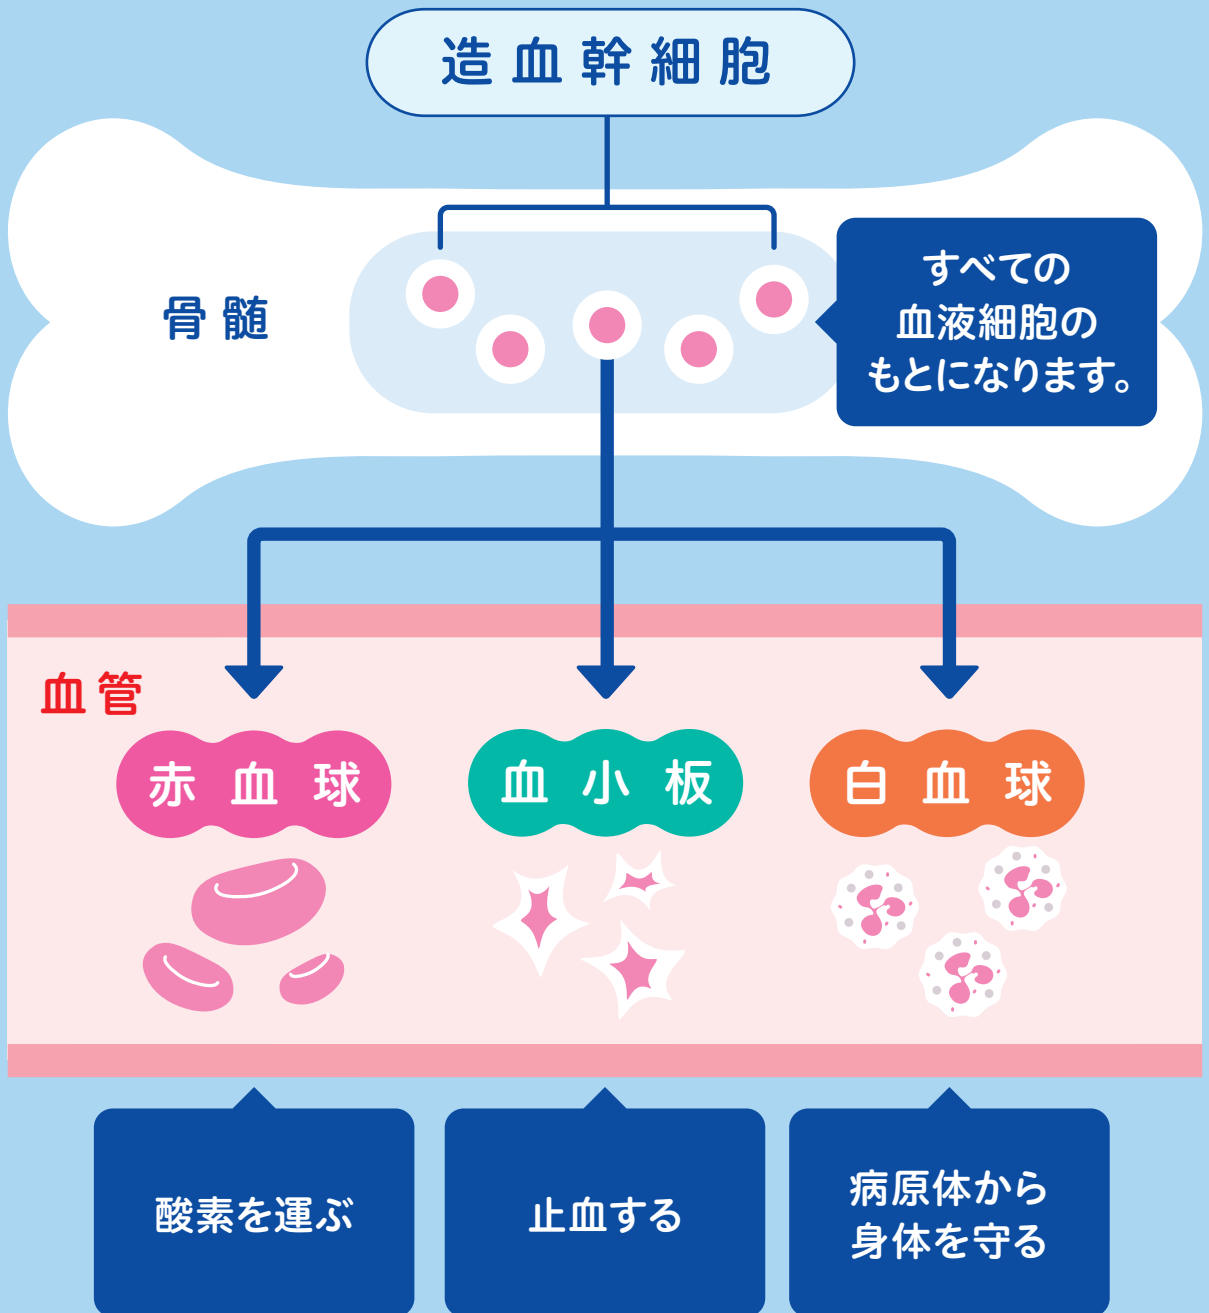 造血幹細胞
骨髄
すべての
血液細胞の
もとになります。
血管
赤血球
血小板
白血球
酸素を運ぶ
止血する
病原体から
身体を守る